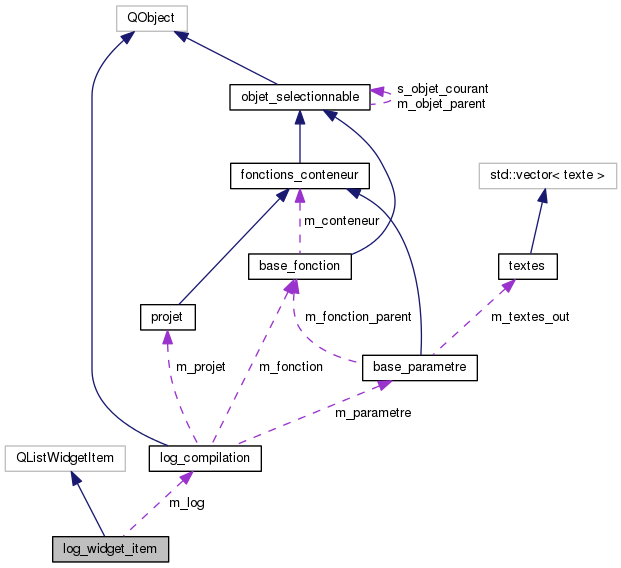 QObject
s_objet_courant
objet_selectionnable
m_objet_parent
fonctions_conteneur
std::vector< texte >
m_conteneur
base_fonction
textes
projet
m_fonction_parent
m_textes_out
m_projet
m_fonction
base_parametre
m_parametre
QListWidgetItem
log_compilation
m_log
log_widget_item